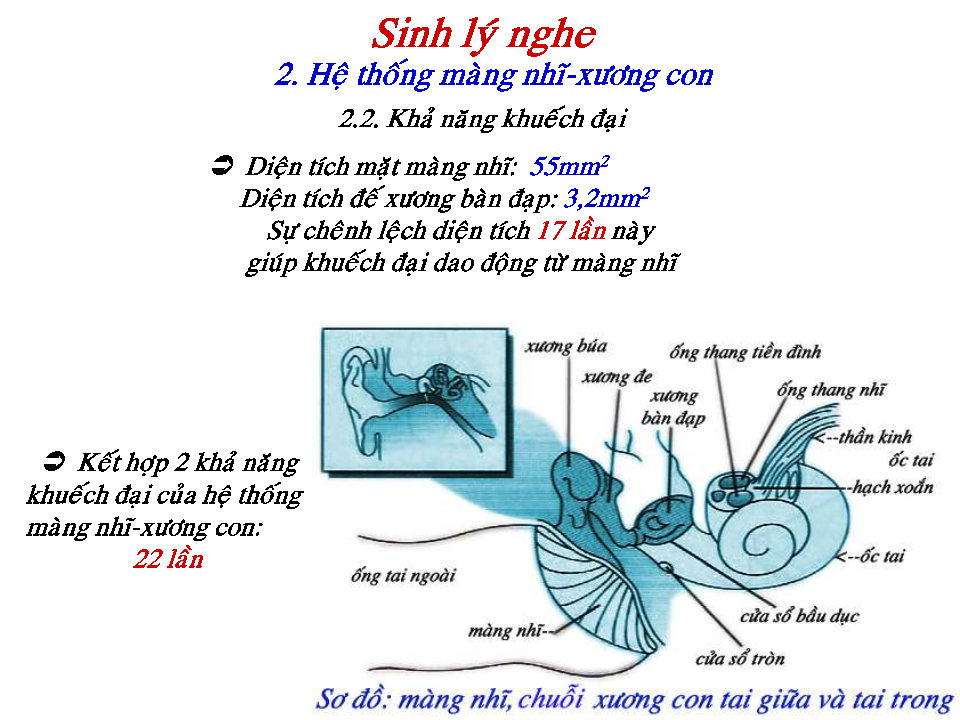 Sinh lý nghe
2. Hệ thống màng nhĩ-xương con
2.2. Khả năng khuếch đại
➲ Diện tích mặt màng nhĩ: 55mm²
Diện tích đế xương bàn đạp: 3,2mm²
Sự chênh lệch diện tích 17 lần này
giúp khuếch đại dao động từ màng nhĩ
➲ Kết hợp 2 khả năng
khuếch đại của hệ thống
màng nhĩ-xương con:
22 lần
xương búa
xương đe
xương
bàn đạp
ống thang tiền đình
ống thang nhĩ
<--thần kinh
ốc tai
--hạch xoắn
<--ốc tai
ống tai ngoài
màng nhĩ--
cửa sổ bầu dục
cửa sổ tròn
Sơ đồ: màng nhĩ, chuỗi xương con tai giữa và tai trong